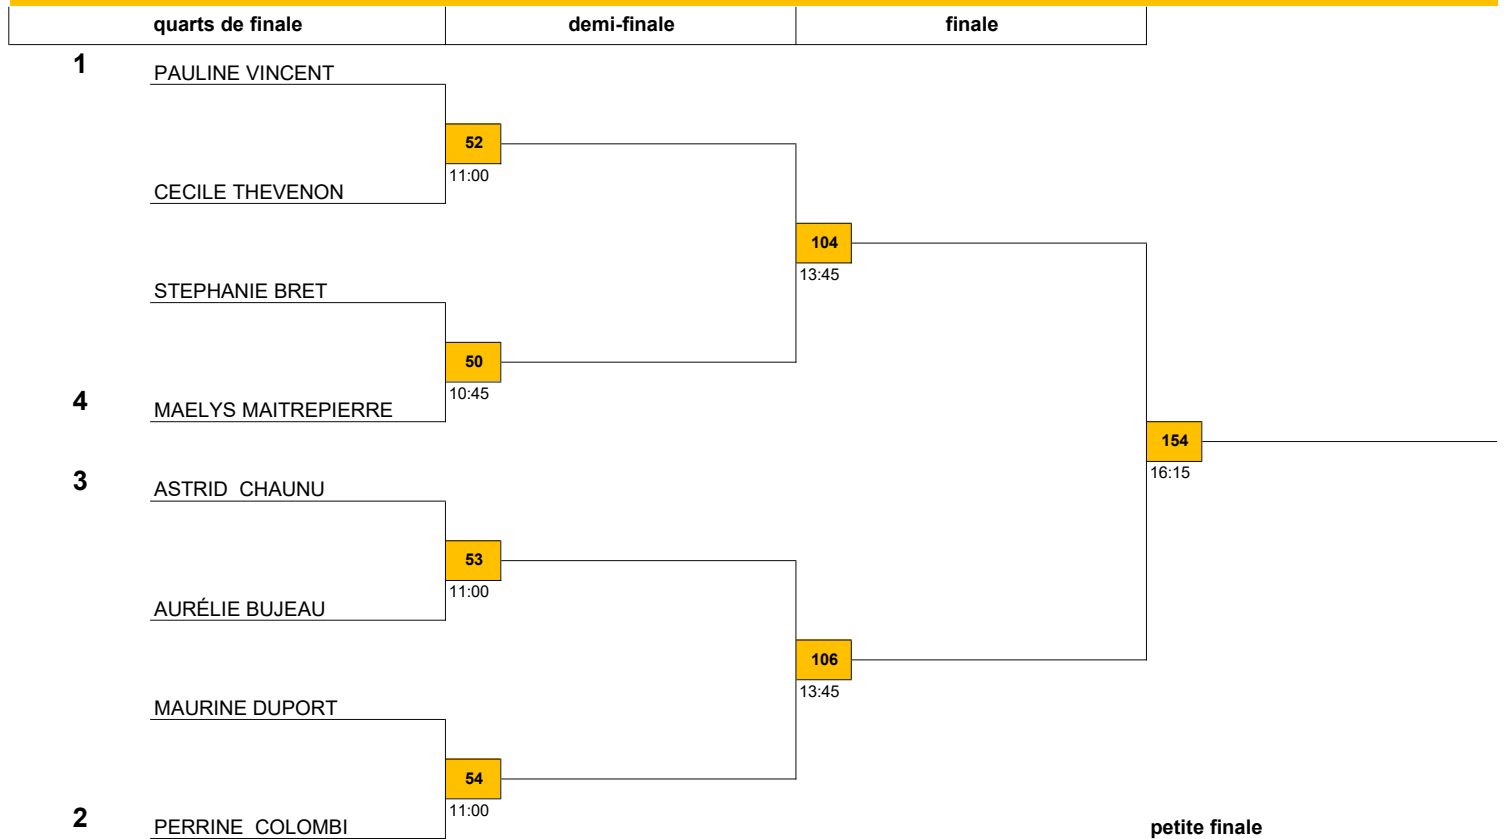 quarts de finale demi-finale finale
1 PAULINE VINCENT
52
11:00
CECILE THEVENON
104
13:45
STEPHANIE BRET
50
10:45
4 MAELYS MAITREPIERRE
154
16:15
3 ASTRID  CHAUNU
53
11:00
AURÉLIE BUJEAU
106
13:45
MAURINE DUPORT
54
11:00
2 PERRINE  COLOMBI
petite finale